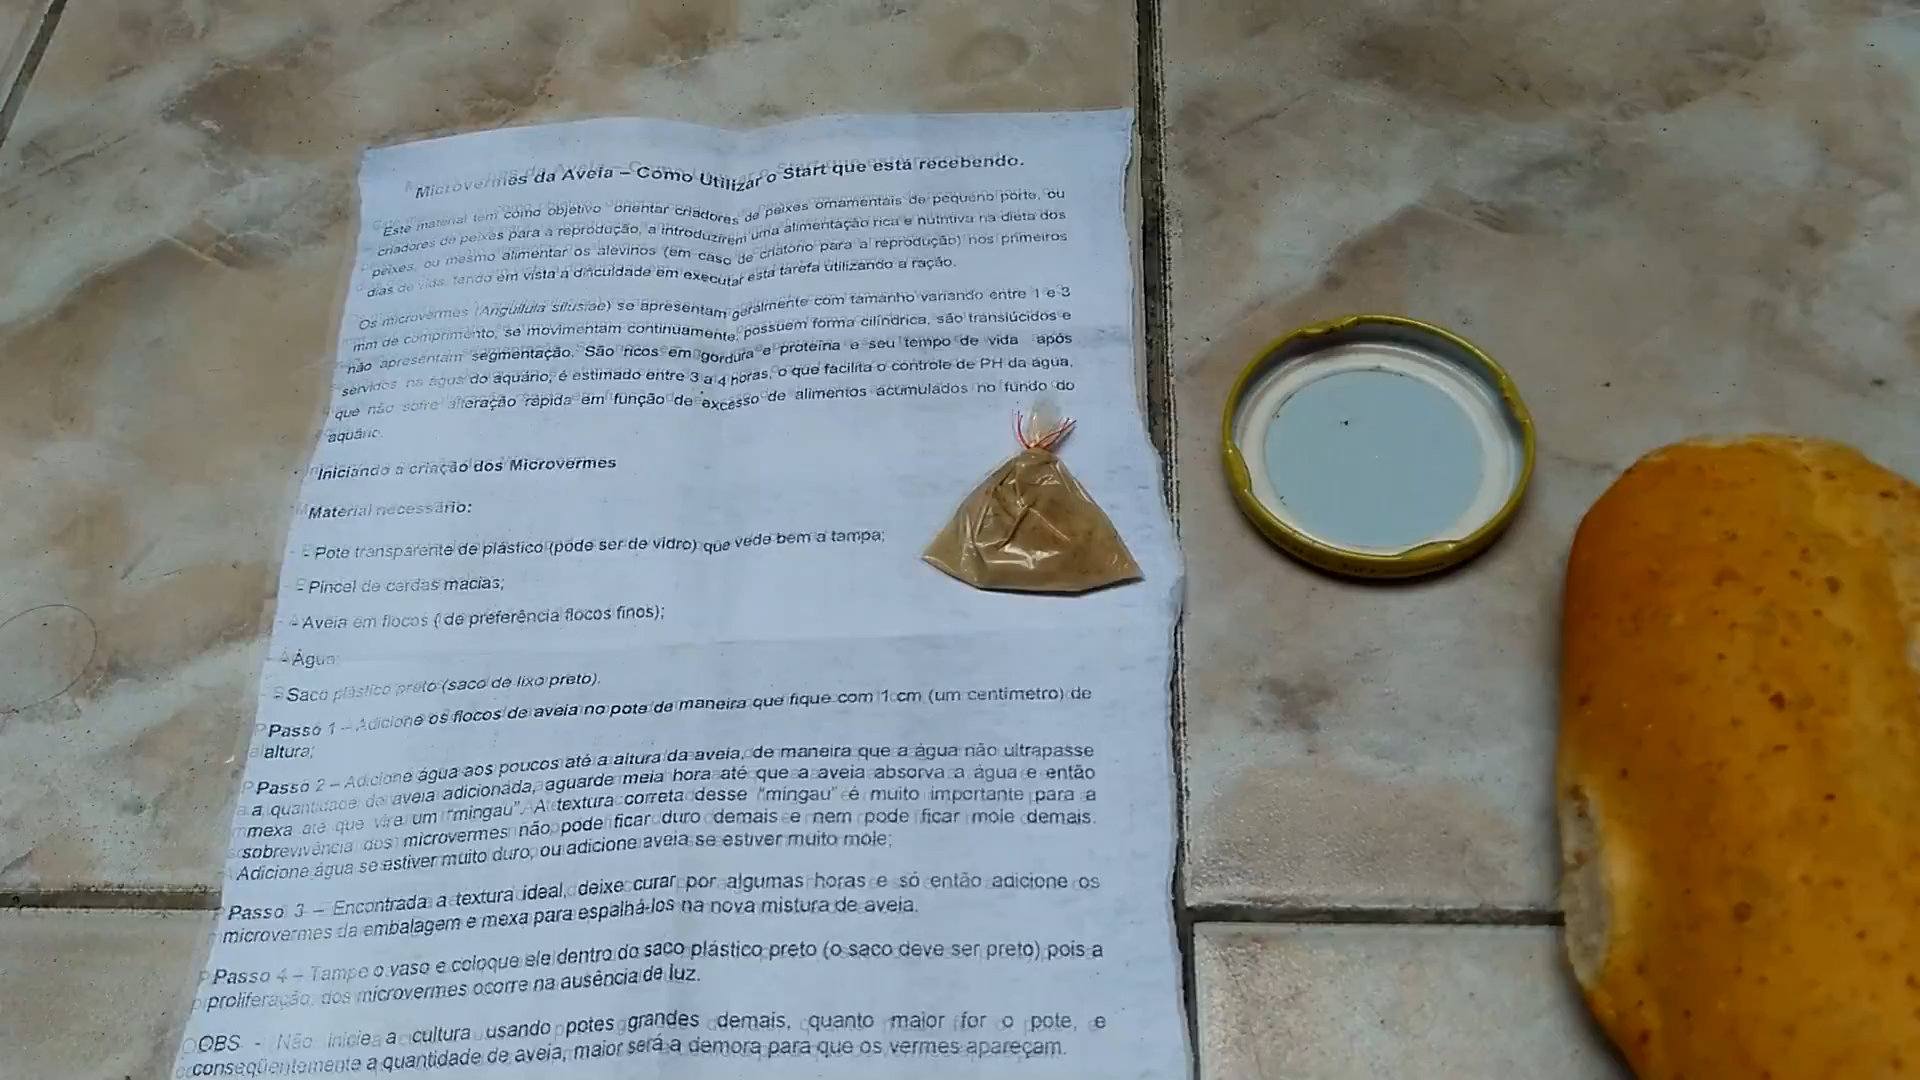 Microvermes da Aveia – Como Utilizar o Start que está recebendo.
Este material tem como objetivo orientar criadores de peixes ornamentais de pequeno porte, ou
criadores de peixes para a reprodução, a introduzirem uma alimentação rica e nutritiva na dieta dos
peixes, ou mesmo alimentar os alevinos (em caso de criatório para a reprodução) nos primeiros
dias de vida, tendo em vista a dificuldade em executar esta tarefa utilizando a ração.
Os microvermes (Anguillula silusiae) se apresentam geralmente com tamanho variando entre 1 e 3
mm de comprimento, se movimentam continuamente, possuem forma cilíndrica, são translúcidos e
não apresentam segmentação. São ricos em gordura e proteína e seu tempo de vida após
servidos na água do aquário, é estimado entre 3 a 4 horas, o que facilita o controle de PH da água,
que não sofre alteração rápida em função de excesso de alimentos acumulados no fundo do
aquário.
Iniciando a criação dos Microvermes
Material necessário:
- Pote transparente de plástico (pode ser de vidro) que vede bem a tampa;
- Pincel de cerdas macias;
- Aveia em flocos ( de preferência flocos finos);
- Água;
- Saco plástico preto (saco de lixo preto).
Passo 1 – Adicione os flocos de aveia no pote de maneira que fique com 1 cm (um centímetro) de
altura;
Passo 2 – Adicione água aos poucos até a altura da aveia, de maneira que a água não ultrapasse
a quantidade de aveia adicionada, aguarde meia hora até que a aveia absorva a água e então
mexa até que vire um "mingau". A textura correta desse "mingau" é muito importante para a
sobrevivência dos microvermes não pode ficar duro demais e nem pode ficar mole demais.
Adicione água se estiver muito duro, ou adicione aveia se estiver muito mole;
Passo 3 – Encontrada a textura ideal, deixe curar por algumas horas e só então adicione os
microvermes da embalagem e mexa para espalhá-los na nova mistura de aveia.
Passo 4 – Tampe o vaso e coloque ele dentro do saco plástico preto (o saco deve ser preto) pois a
proliferação dos microvermes ocorre na ausência de luz.
OBS - Não inicie a cultura usando potes grandes demais, quanto maior for o pote, e
conseqüentemente a quantidade de aveia, maior será a demora para que os vermes apareçam.